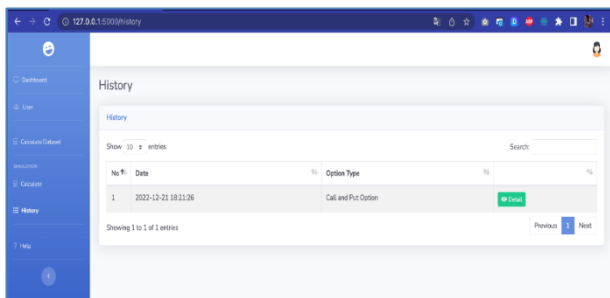 127.0.0.1:5000/history
Dashboard
User
Calculate Dataset
SIMULATION
Calculate
History
? Help
History
History
Show 10 entries
Search:
No Date Option Type
1 2022-12-21 18:21:26 Call and Put Option Detail
Showing 1 to 1 of 1 entries
Previous 1 Next